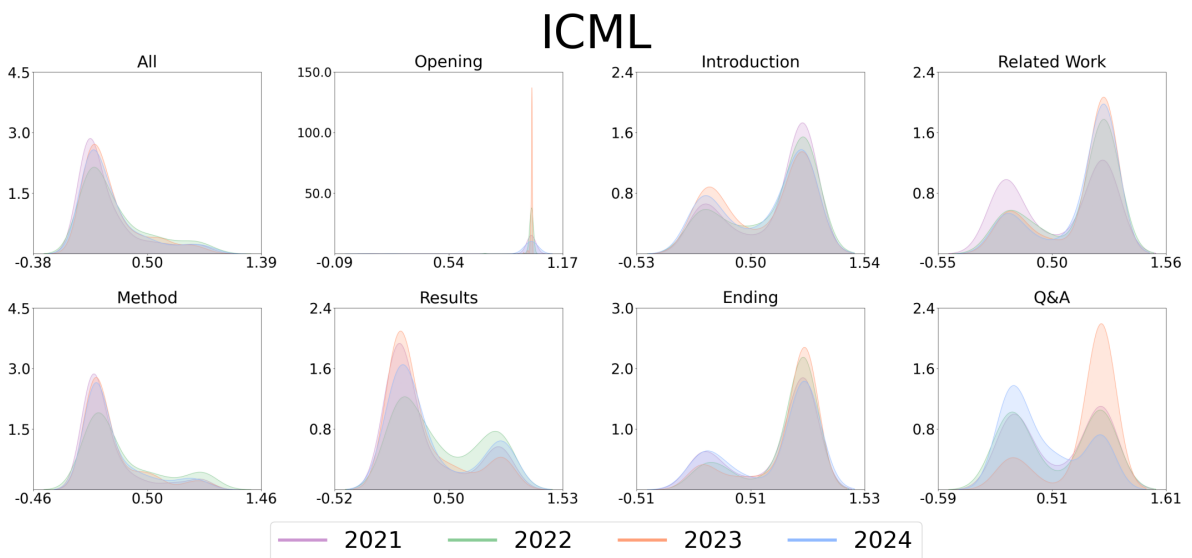 ICML
All
Opening
Introduction
Related Work
4.5
3.0
1.5
-0.38 0.50 1.39
150.0
100.0
50.0
-0.09 0.54 1.17
2.4
1.6
0.8
-0.53 0.50 1.54
2.4
1.6
0.8
-0.55 0.50 1.56
Method
Results
Ending
Q&A
4.5
3.0
1.5
-0.46 0.50 1.46
2.4
1.6
0.8
-0.52 0.50 1.53
3.0
2.0
1.0
-0.51 0.51 1.53
2.4
1.6
0.8
-0.59 0.51 1.61
2021 2022 2023 2024